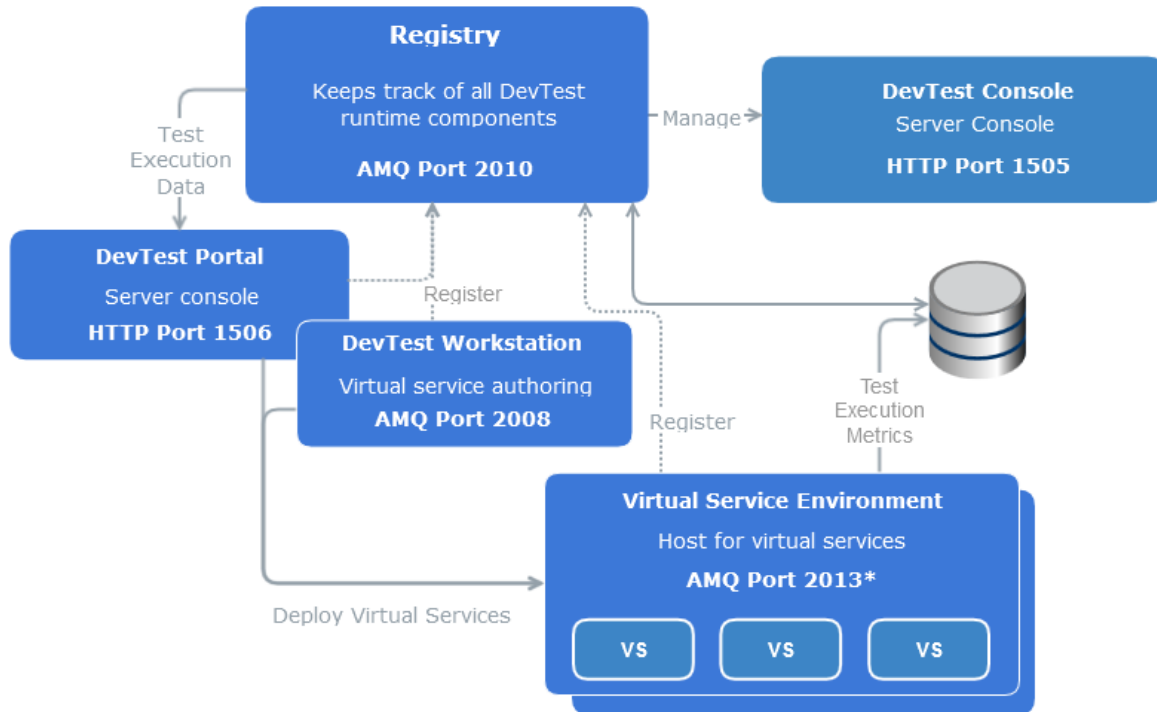 Registry
Keeps track of all DevTest
runtime components
AMQ Port 2010
Manage
DevTest Console
Server Console
HTTP Port 1505
Test
Execution
Data
DevTest Portal
Server console
HTTP Port 1506
Register
DevTest Workstation
Virtual service authoring
AMQ Port 2008
Register
Test
Execution
Metrics
Virtual Service Environment
Host for virtual services
AMQ Port 2013*
Deploy Virtual Services
VS
VS
VS